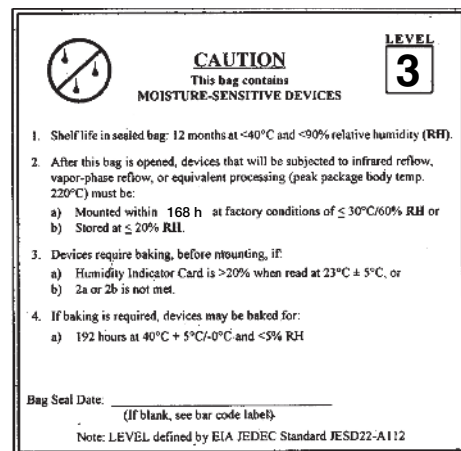 LEVEL
3
CAUTION
This bag contains
MOISTURE-SENSITIVE DEVICES
1. Shelf life in sealed bag: 12 months at <40°C and <90% relative humidity (RH).
2. After this bag is opened, devices that will be subjected to infrared reflow,
vapor-phase reflow, or equivalent processing (peak package body temp.
220°C) must be:
a) Mounted within 168 h at factory conditions of ≤ 30°C/60% RH or
b) Stored at ≤ 20% RH.
3. Devices require baking, before mounting, if:
a) Humidity Indicator Card is >20% when read at 23°C ± 5°C, or
b) 2a or 2b is not met.
4. If baking is required, devices may be baked for:
a) 192 hours at 40°C + 5°C/-0°C and <5% RH
Bag Seal Date:
(If blank, see bar code label)
Note: LEVEL defined by EIA JEDEC Standard JESD22-A112